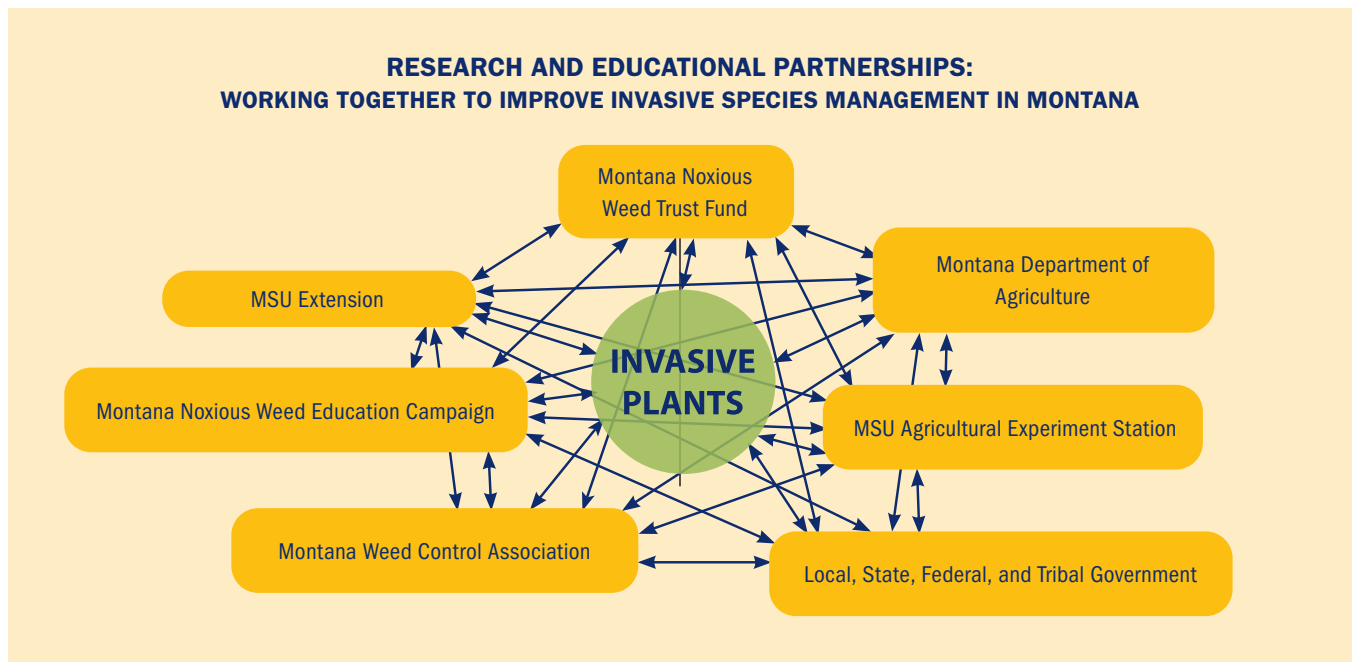 RESEARCH AND EDUCATIONAL PARTNERSHIPS:
WORKING TOGETHER TO IMPROVE INVASIVE SPECIES MANAGEMENT IN MONTANA
Montana Noxious
Weed Trust Fund
Montana Department of
Agriculture
MSU Extension
INVASIVE
PLANTS
Montana Noxious Weed Education Campaign
MSU Agricultural Experiment Station
Montana Weed Control Association
Local, State, Federal, and Tribal Government